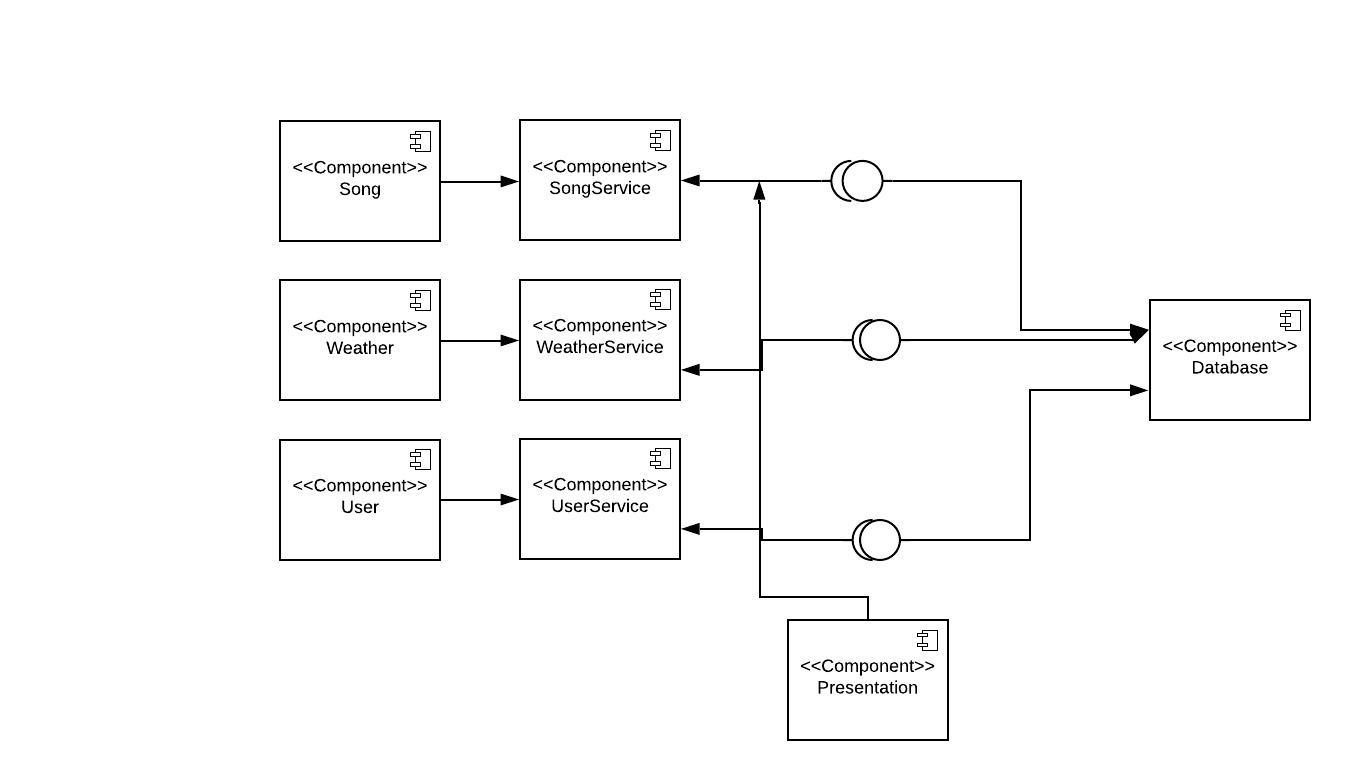 <<Component>>
Song
<<Component>>
SongService
<<Component>>
Weather
<<Component>>
WeatherService
<<Component>>
Database
<<Component>>
User
<<Component>>
UserService
<<Component>>
Presentation